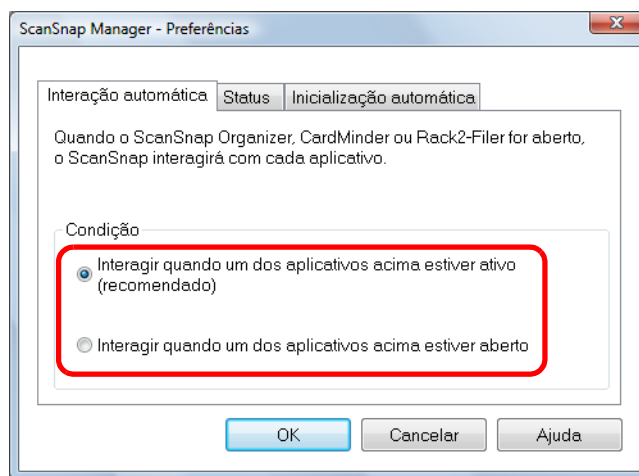 ScanSnap Manager - Preferências
Interação automática Status Inicialização automática
Quando o ScanSnap Organizer, CardMinder ou Rack2-Filer for aberto,
o ScanSnap interagirá com cada aplicativo.
Condição
Interagir quando um dos aplicativos acima estiver ativo
(recomendado)
Interagir quando um dos aplicativos acima estiver aberto
OK Cancelar Ajuda